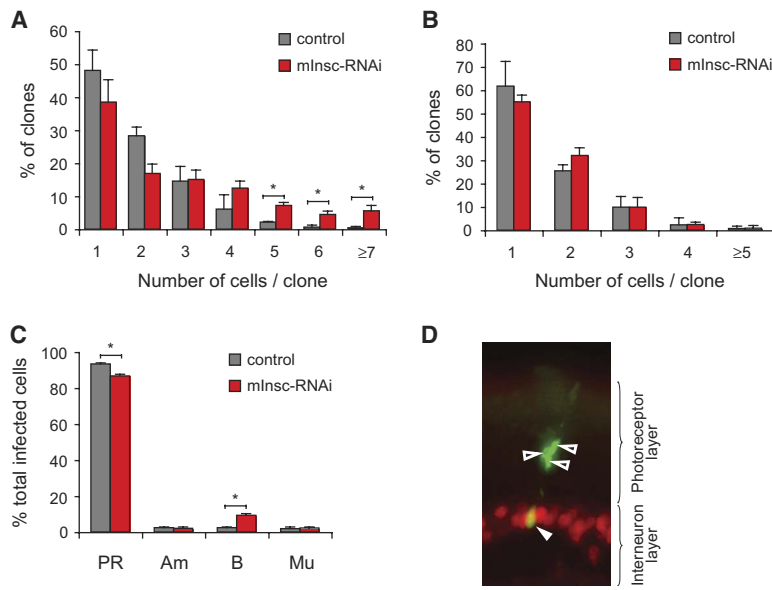 A
60
50
40
30
20
10
0
% of clones
control
mInsc-RNAi
*
*
*
1 2 3 4 5 6 ≥7
Number of cells / clone
B
80
70
60
50
40
30
20
10
0
% of clones
control
mInsc-RNAi
1 2 3 4 ≥5
Number of cells / clone
C
100
80
60
40
20
0
% total infected cells
*
control
mInsc-RNAi
*
PR Am B Mu
D
Photoreceptor
layer
Interneuron
layer